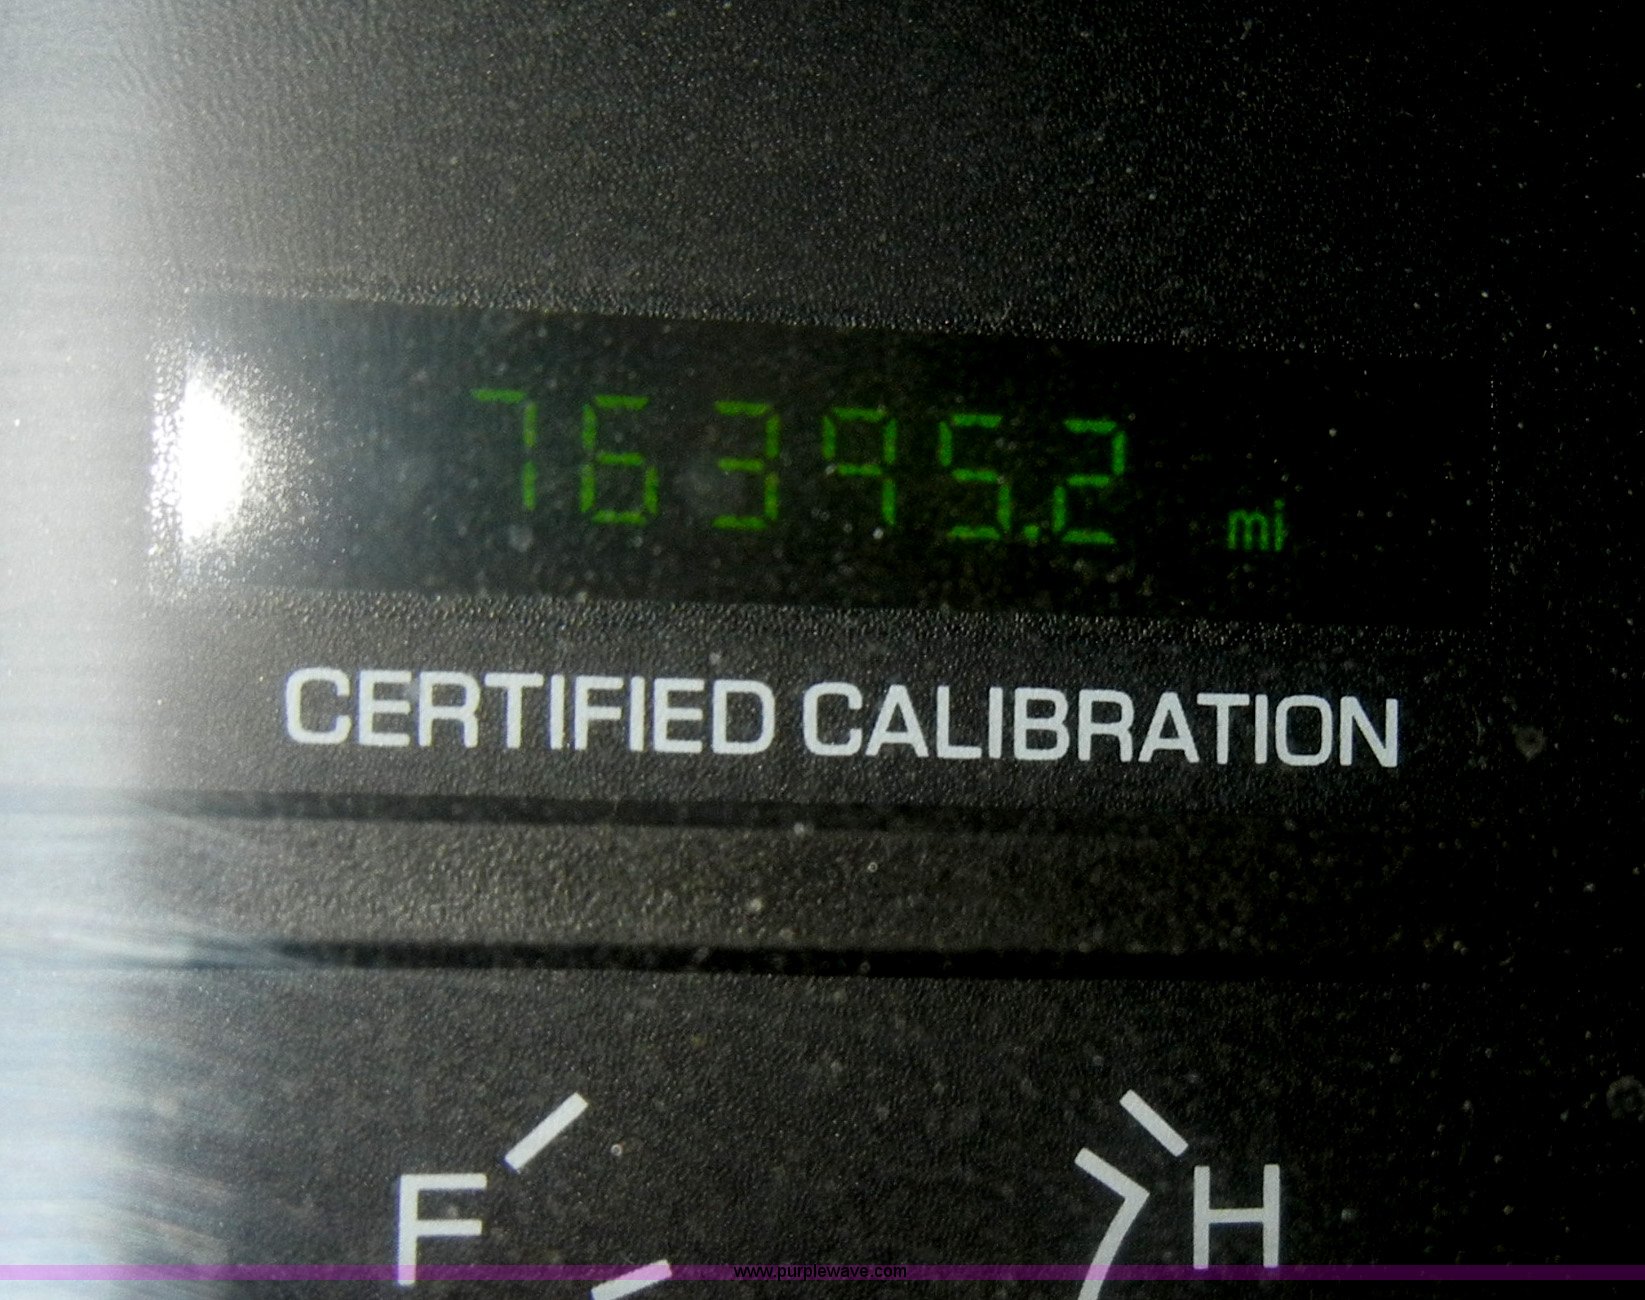 76395.2 mi
CERTIFIED CALIBRATION
F H
www.purplewave.com